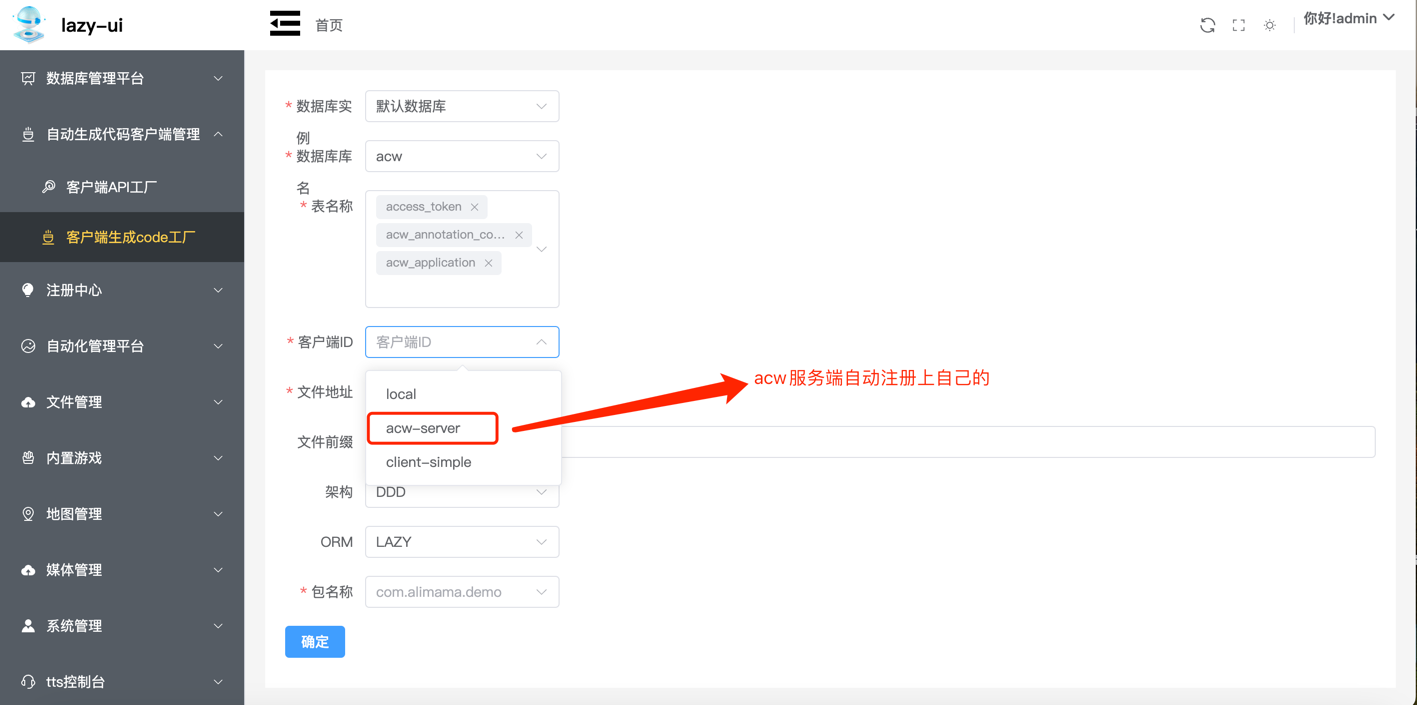 lazy-ui
首页
你好!admin
数据库管理平台
自动生成代码客户端管理
客户端API工厂
客户端生成code工厂
注册中心
自动化管理平台
文件管理
内置游戏
地图管理
媒体管理
系统管理
tts控制台
* 数据库实例
默认数据库
* 数据库库名
acw
* 表名称
access_token
acw_annotation_co...
acw_application
* 客户端ID
客户端ID
* 文件地址
local
acw-server
client-simple
acw服务端自动注册上自己的
文件前缀
架构
DDD
ORM
LAZY
* 包名称
com.alimama.demo
确定